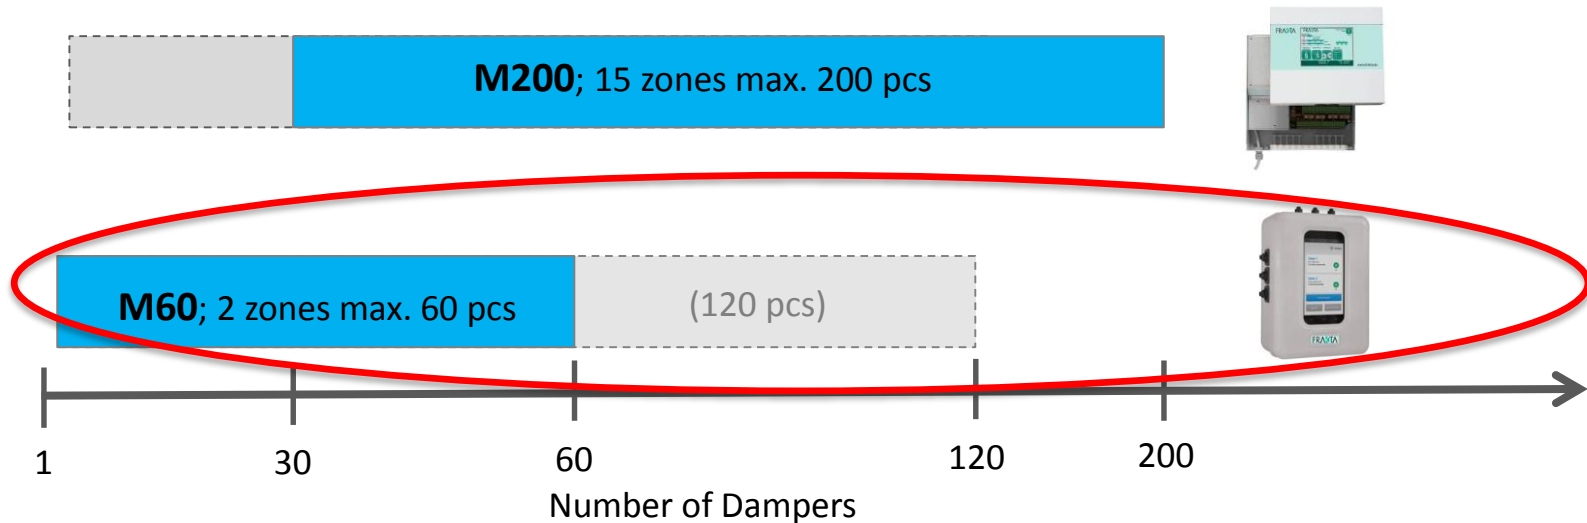 M200; 15 zones max. 200 pcs
FRAKTA
M60; 2 zones max. 60 pcs
(120 pcs)
1
30
60
120
200
Number of Dampers